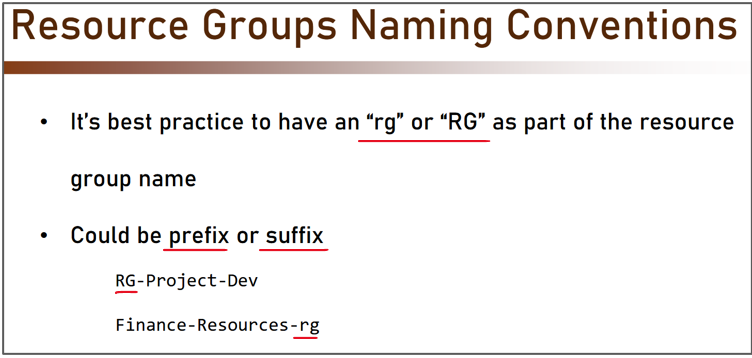 Resource Groups Naming Conventions
• It's best practice to have an “rg” or “RG” as part of the resource
group name
• Could be prefix or suffix
RG-Project-Dev
Finance-Resources-rg